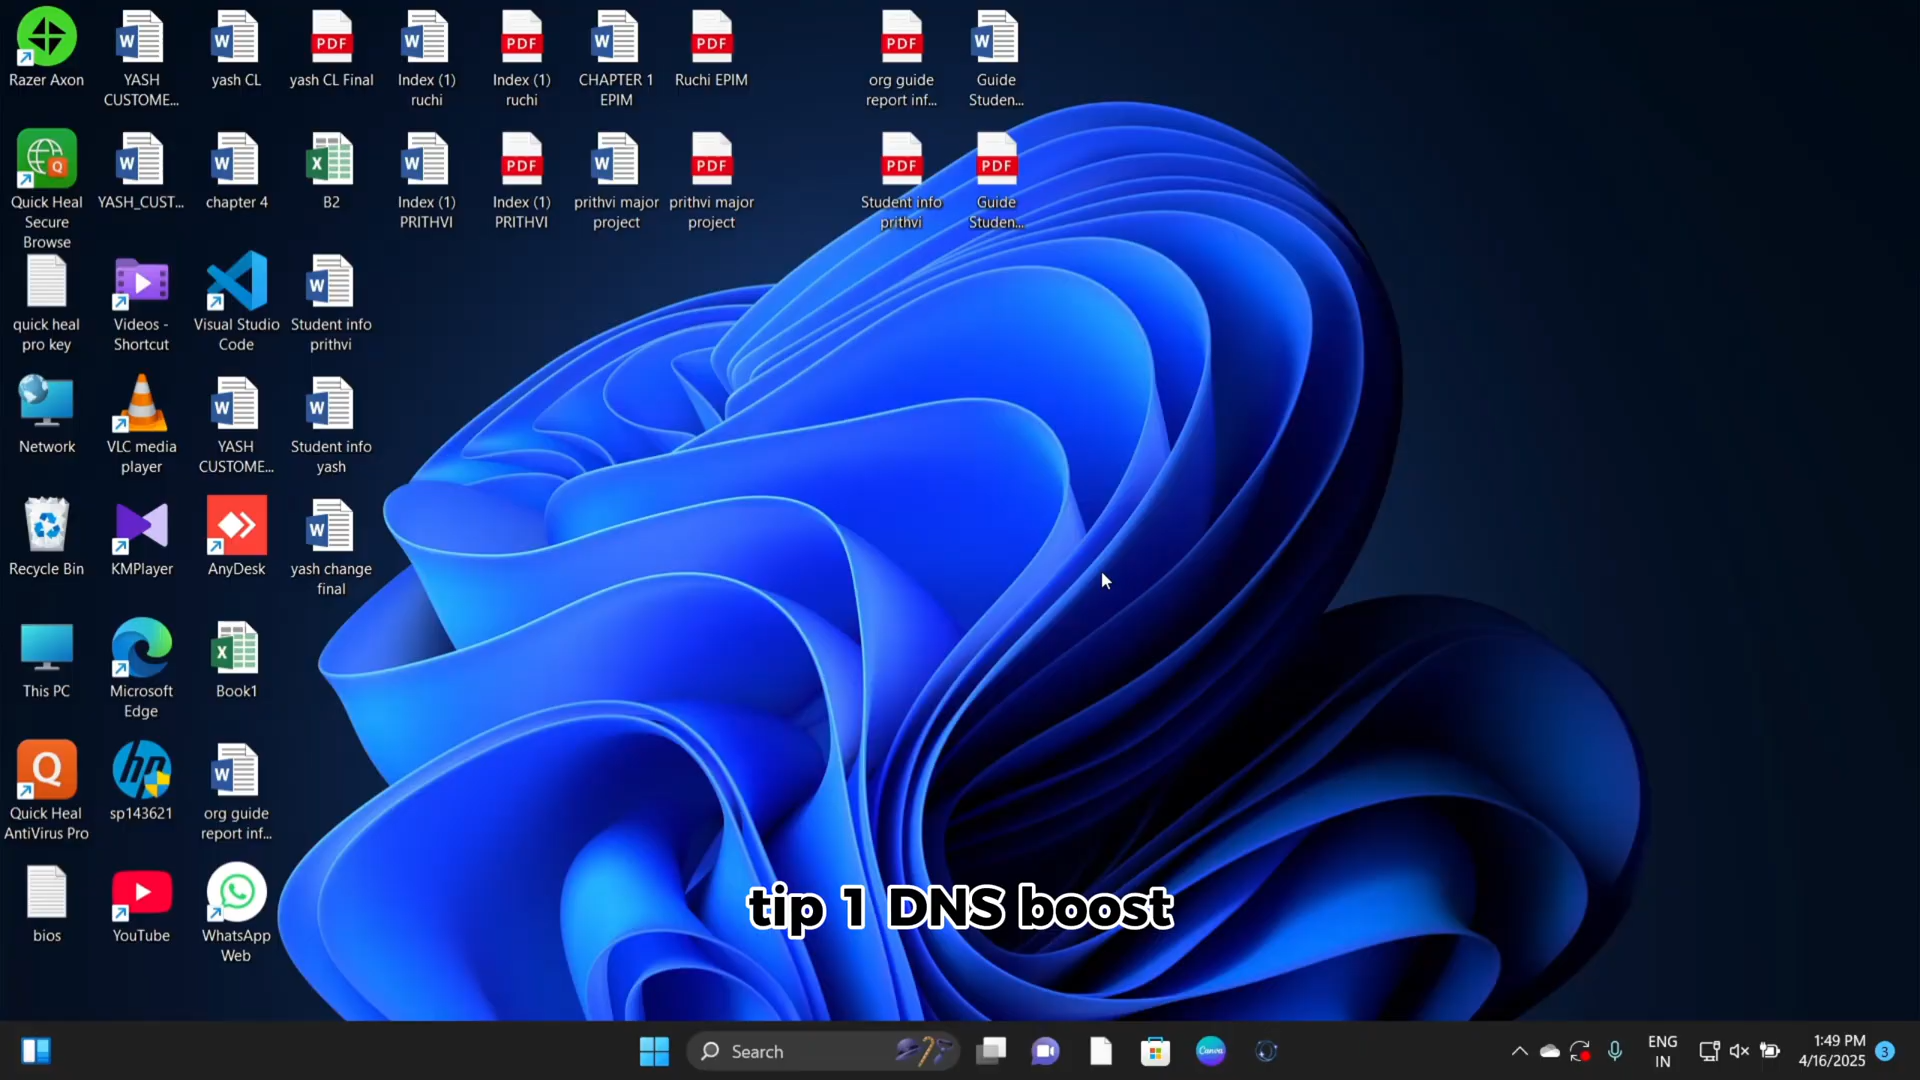 Razer Axon
YASH
CUSTOME...
yash CL
yash CL Final
Index (1)
ruchi
Index (1)
ruchi
CHAPTER 1
EPIM
Ruchi EPIM
org guide
report inf...
Guide
Studen...
Quick Heal
Secure
Browse
YASH_CUST...
chapter 4
B2
Index (1)
PRITHVI
Index (1)
PRITHVI
prithvi major
project
prithvi major
project
Student info
prithvi
Guide
Studen...
quick heal
pro key
Videos -
Shortcut
Visual Studio
Code
Student info
prithvi
Network
VLC media
player
YASH
CUSTOME...
Student info
yash
Recycle Bin
KMPlayer
AnyDesk
yash change
final
This PC
Microsoft
Edge
Book1
Quick Heal
AntiVirus Pro
sp143621
org guide
report inf...
bios
YouTube
WhatsApp
Web
tip 1 DNS boost
Search
ENG
IN
1:49 PM
4/16/2025
3